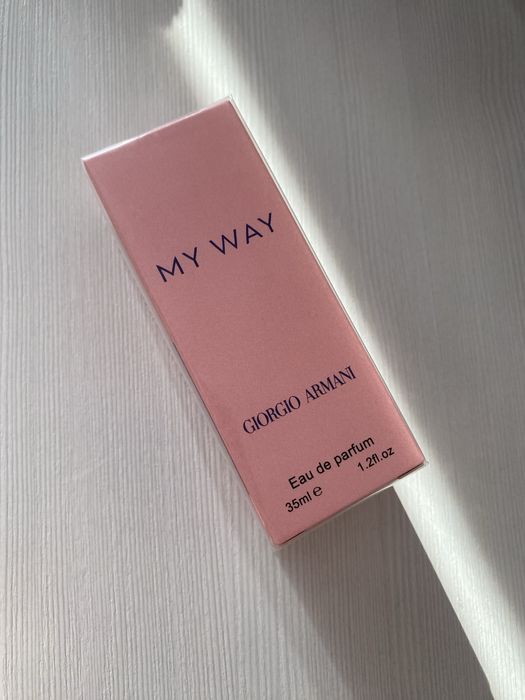 MY WAY
GIORGIO ARMANI
Eau de parfum
35ml ℮ 1.2fl.oz